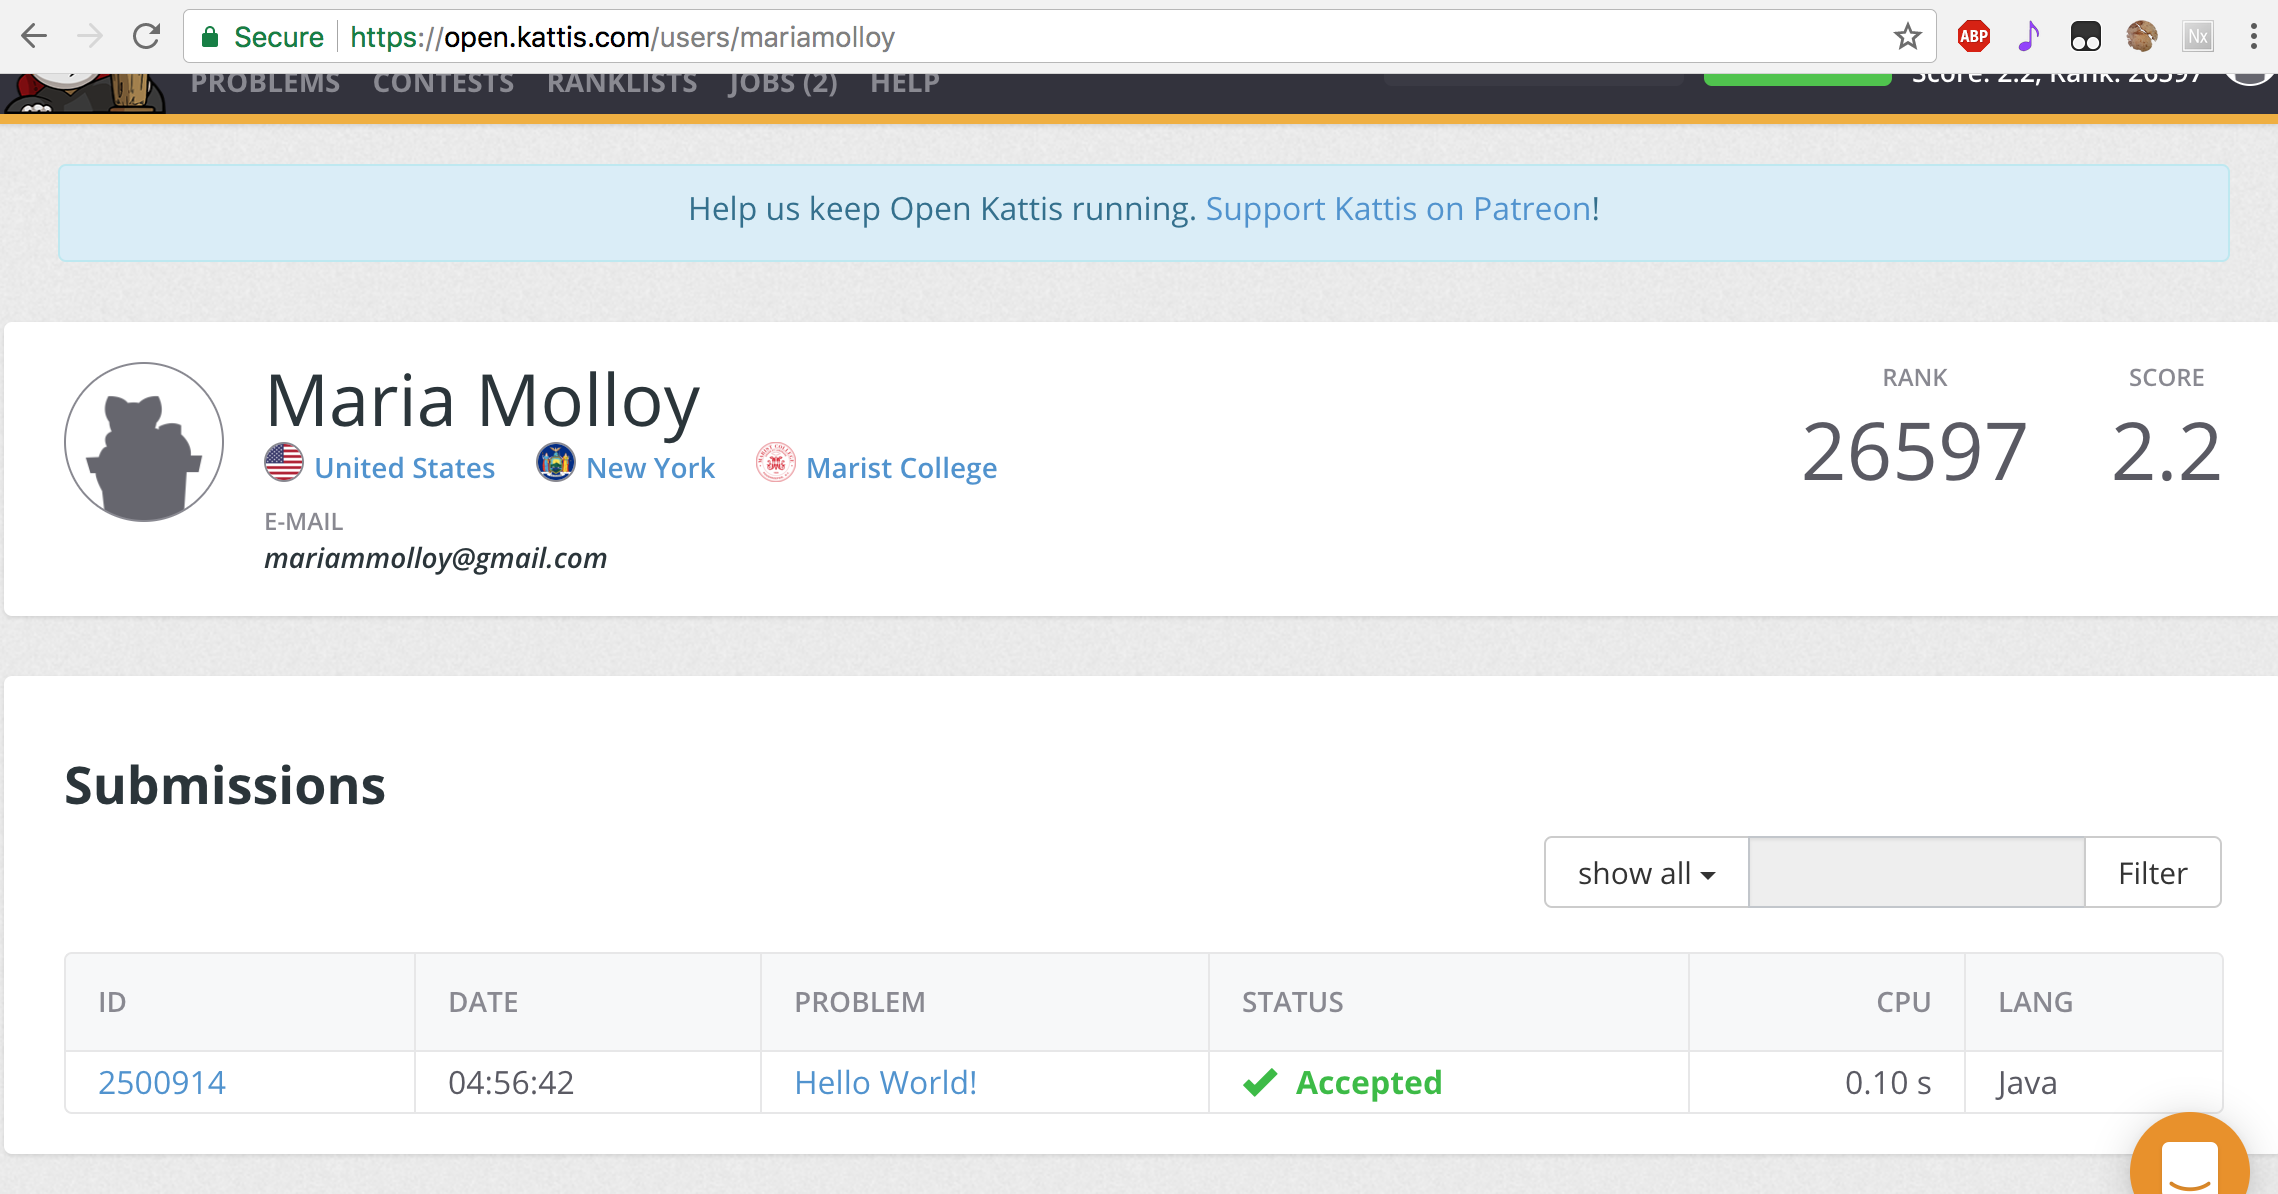 Secure https://open.kattis.com/users/mariamolloy
ABP Nx
PROBLEMS CONTESTS RANKLISTS JOBS (2) HELP Score: 2.2, Rank: 26597
Help us keep Open Kattis running. Support Kattis on Patreon!
Maria Molloy
United States New York Marist College
E-MAIL
mariammolloy@gmail.com
RANK SCORE
26597 2.2
Submissions
show all Filter
ID DATE PROBLEM STATUS CPU LANG
2500914 04:56:42 Hello World! Accepted 0.10 s Java